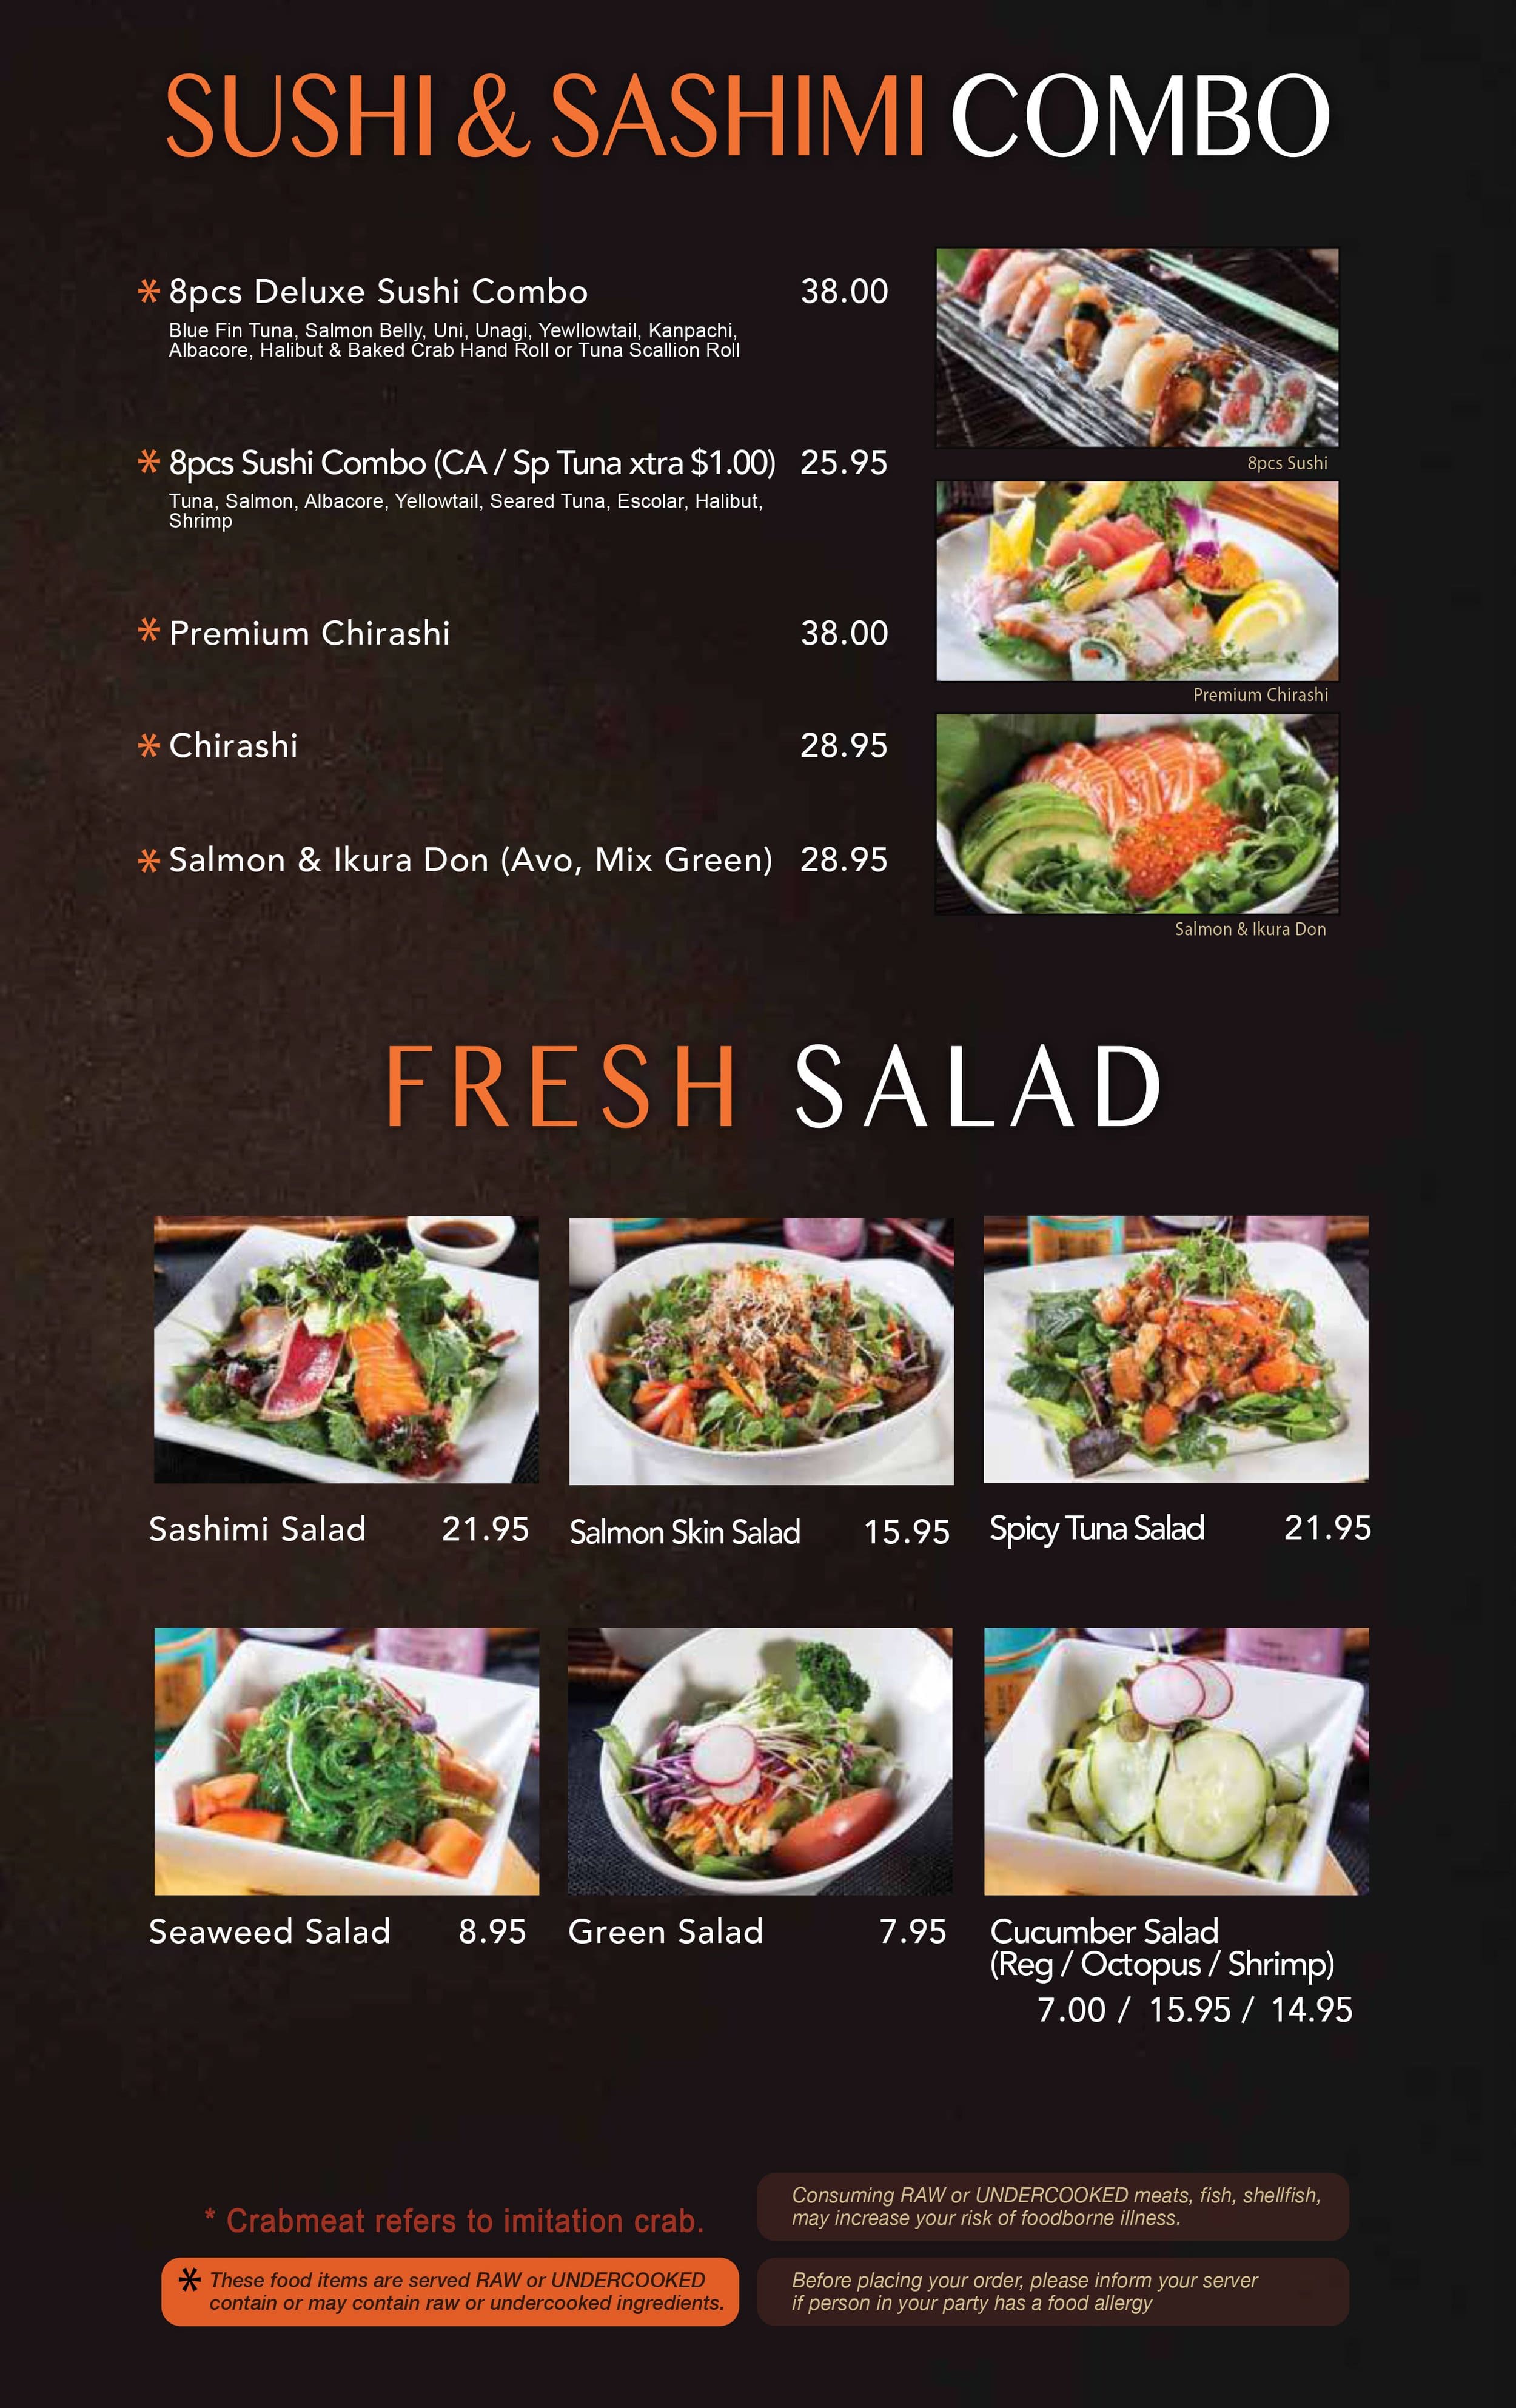 SUSHI & SASHIMI COMBO
* 8pcs Deluxe Sushi Combo 38.00
Blue Fin Tuna, Salmon Belly, Uni, Unagi, Yewllowtail, Kanpachi,
Albacore, Halibut & Baked Crab Hand Roll or Tuna Scallion Roll
* 8pcs Sushi Combo (CA / Sp Tuna xtra $1.00) 25.95
Tuna, Salmon, Albacore, Yellowtail, Seared Tuna, Escolar, Halibut,
Shrimp
* Premium Chirashi 38.00
* Chirashi 28.95
* Salmon & Ikura Don (Avo, Mix Green) 28.95
8pcs Sushi
Premium Chirashi
Salmon & Ikura Don
FRESH SALAD
Sashimi Salad 21.95
Salmon Skin Salad 15.95
Spicy Tuna Salad 21.95
Seaweed Salad 8.95
Green Salad 7.95
Cucumber Salad
(Reg / Octopus / Shrimp)
7.00 / 15.95 / 14.95
* Crabmeat refers to imitation crab.
* These food items are served RAW or UNDERCOOKED
contain or may contain raw or undercooked ingredients.
Consuming RAW or UNDERCOOKED meats, fish, shellfish,
may increase your risk of foodborne illness.
Before placing your order, please inform your server
if person in your party has a food allergy